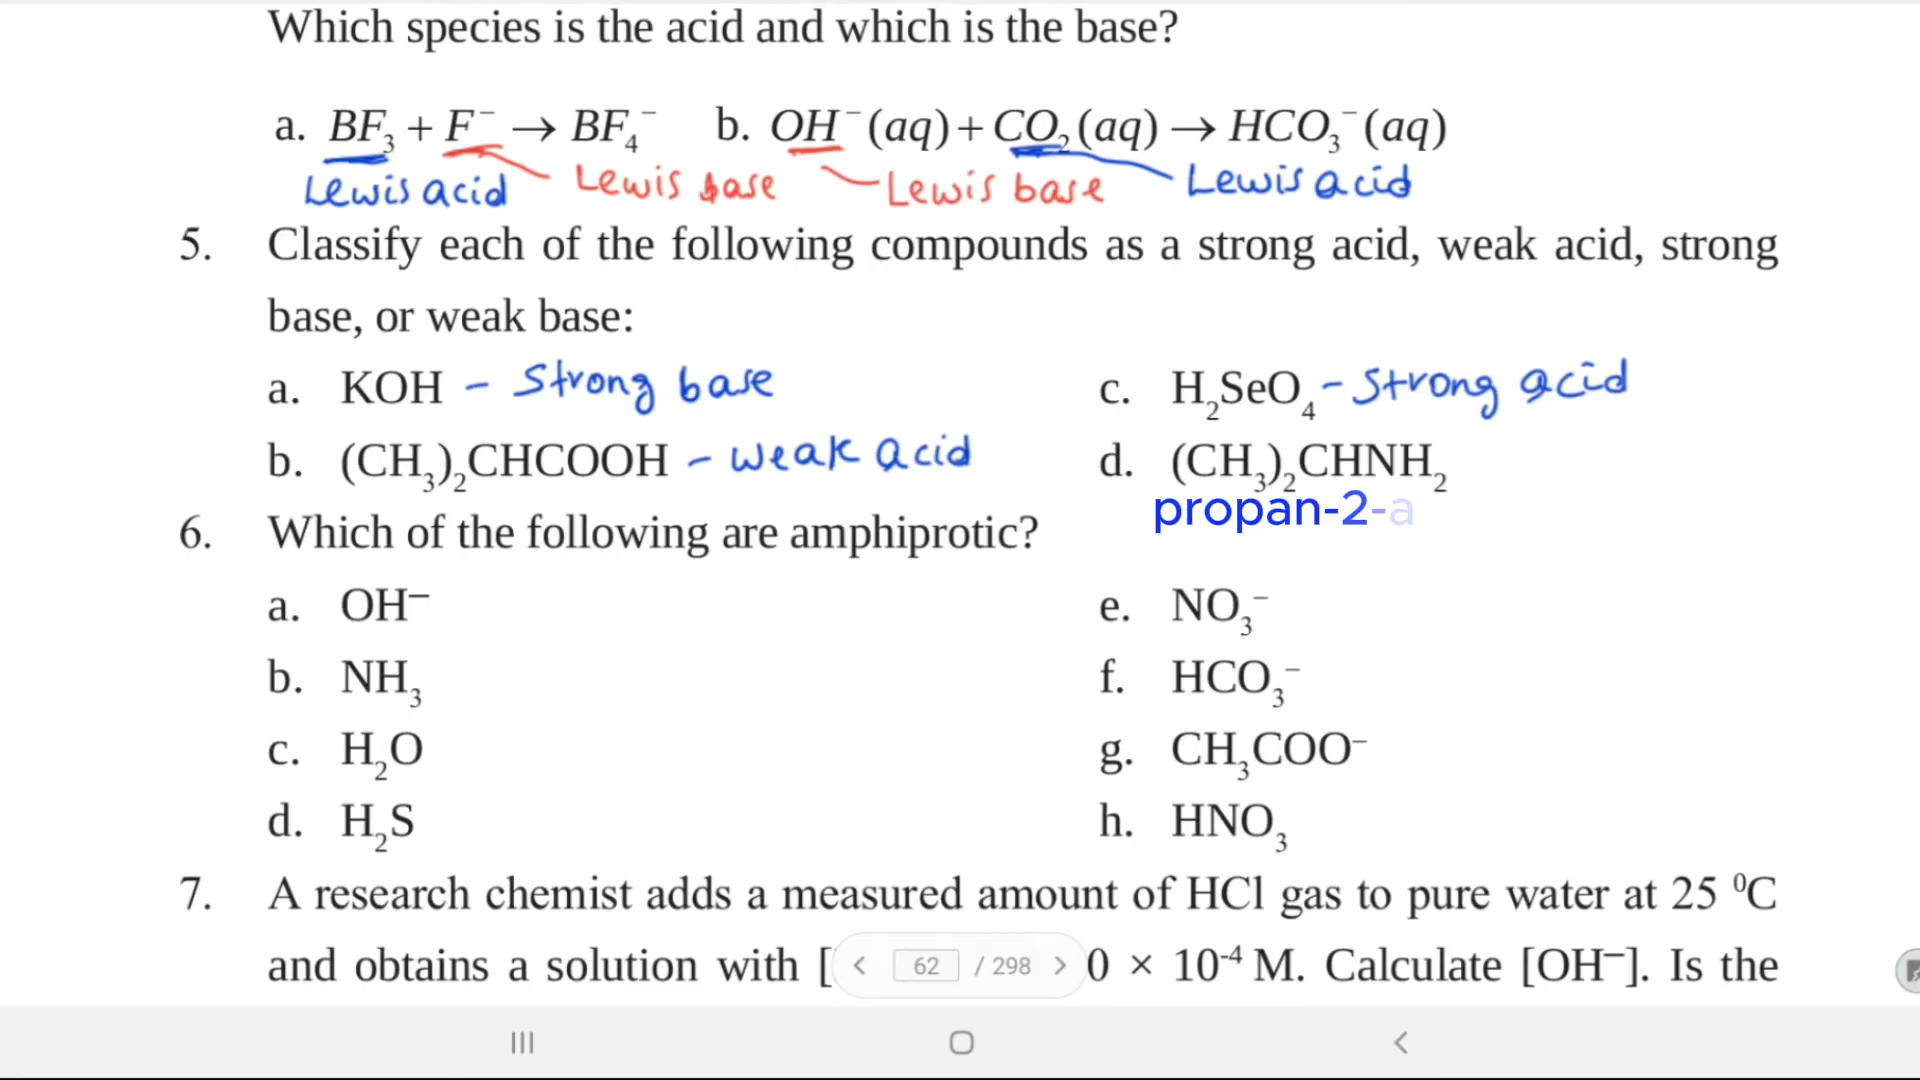 Which species is the acid and which is the base?
a. BF₃ + F⁻ → BF₄⁻ b. OH⁻(aq) + CO₂(aq) → HCO₃⁻(aq)
Lewis acid Lewis base Lewis base Lewis acid
5. Classify each of the following compounds as a strong acid, weak acid, strong
base, or weak base:
a. KOH - Strong base c. H₂SeO₄ - Strong acid
b. (CH₃)₂CHCOOH - weak acid d. (CH₃)₂CHNH₂
propan-2-a
6. Which of the following are amphiprotic?
a. OH⁻ e. NO₃⁻
b. NH₃ f. HCO₃⁻
c. H₂O g. CH₃COO⁻
d. H₂S h. HNO₃
7. A research chemist adds a measured amount of HCl gas to pure water at 25 ⁰C
and obtains a solution with [ 0 × 10⁻⁴ M. Calculate [OH⁻]. Is the
62 / 298